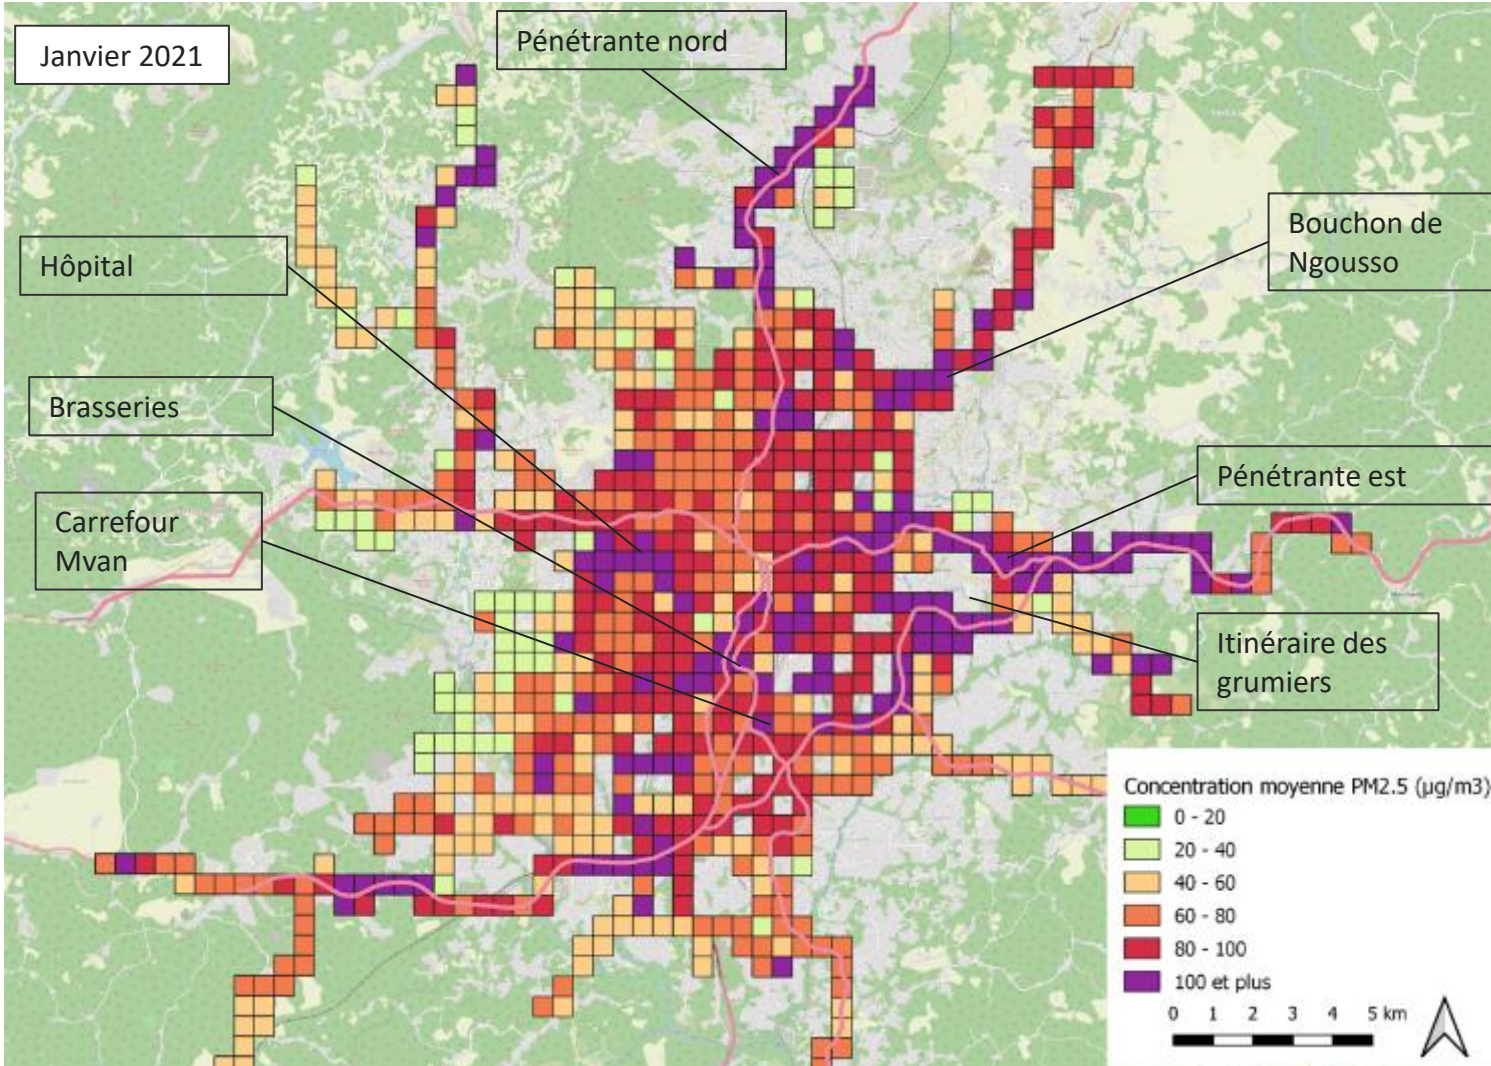 Janvier 2021
Pénétrante nord
Hôpital
Bouchon de
Ngousso
Brasseries
Pénétrante est
Carrefour
Mvan
Itinéraire des
grumiers
Concentration moyenne PM2.5 (µg/m3)
0 - 20
20 - 40
40 - 60
60 - 80
80 - 100
100 et plus
0 1 2 3 4 5 km